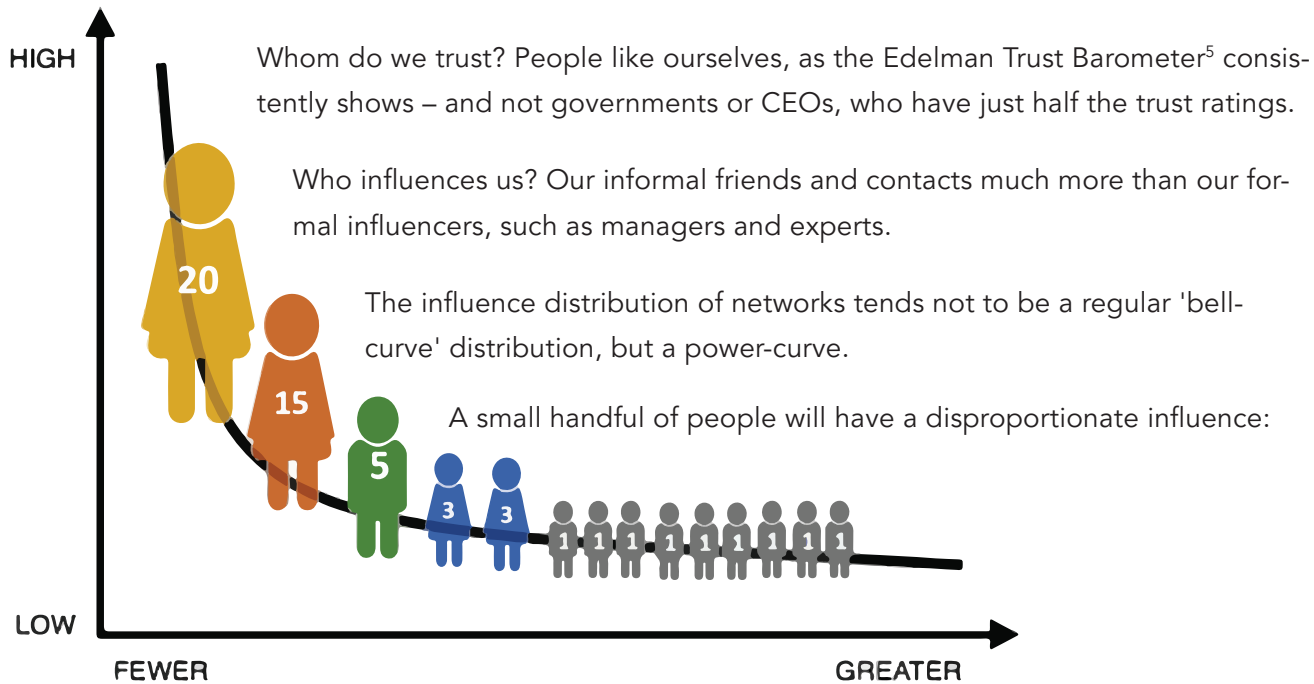 HIGH
Whom do we trust? People like ourselves, as the Edelman Trust Barometer⁵ consis-
tently shows – and not governments or CEOs, who have just half the trust ratings.
Who influences us? Our informal friends and contacts much more than our for-
mal influencers, such as managers and experts.
20
The influence distribution of networks tends not to be a regular 'bell-
curve' distribution, but a power-curve.
15
A small handful of people will have a disproportionate influence:
5
3 3
1 1 1 1 1 1 1 1 1
LOW
FEWER GREATER